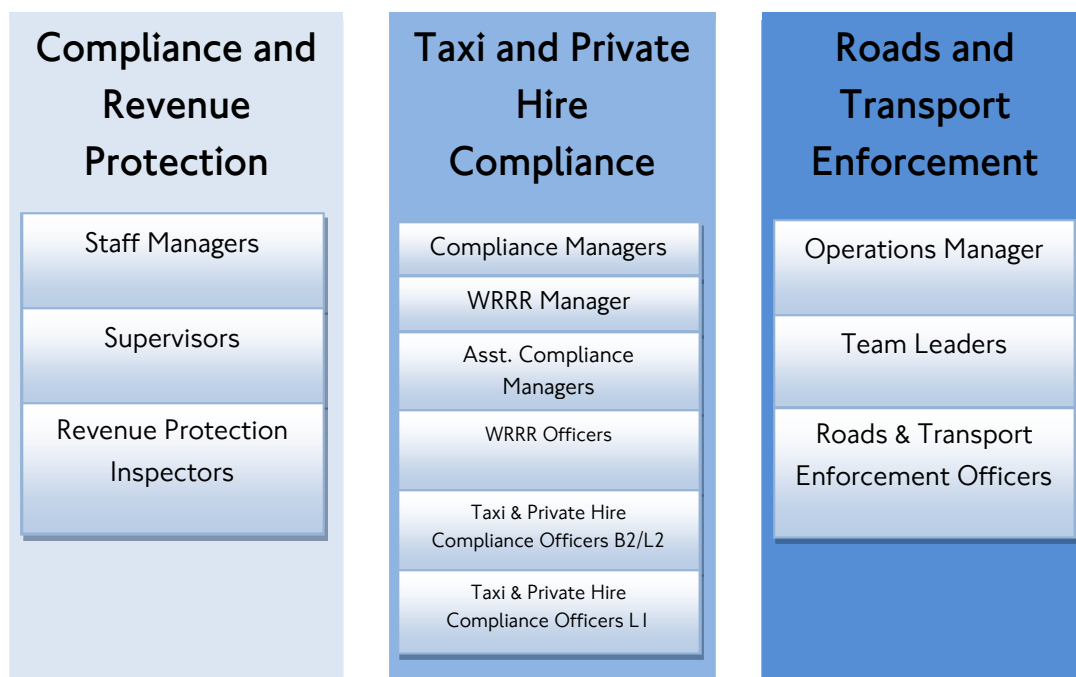 Compliance and
Revenue
Protection
Staff Managers
Supervisors
Revenue Protection
Inspectors
Taxi and Private
Hire
Compliance
Compliance Managers
WRRR Manager
Asst. Compliance
Managers
WRRR Officers
Taxi & Private Hire
Compliance Officers B2/L2
Taxi & Private Hire
Compliance Officers L1
Roads and
Transport
Enforcement
Operations Manager
Team Leaders
Roads & Transport
Enforcement Officers